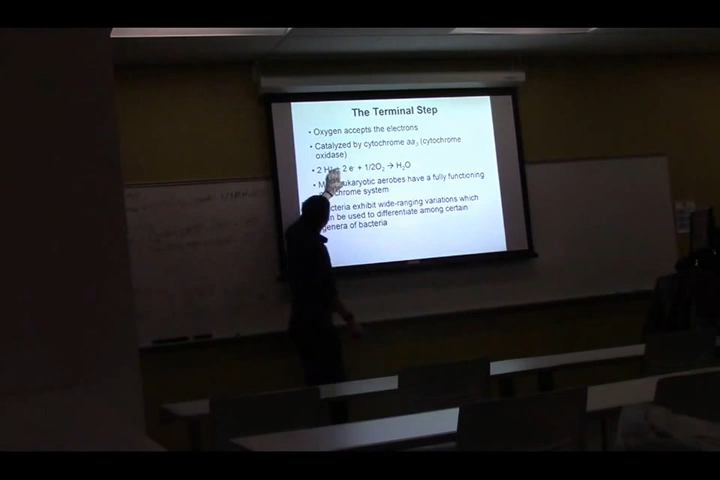 The Terminal Step
• Oxygen accepts the electrons
• Catalyzed by cytochrome aa₃ (cytochrome
oxidase)
• 2 H⁺ + 2 e⁻ + 1/2O₂ → H₂O
• eukaryotic aerobes have a fully functioning
system
exhibit wide-ranging variations which
be used to differentiate among certain
genera of bacteria